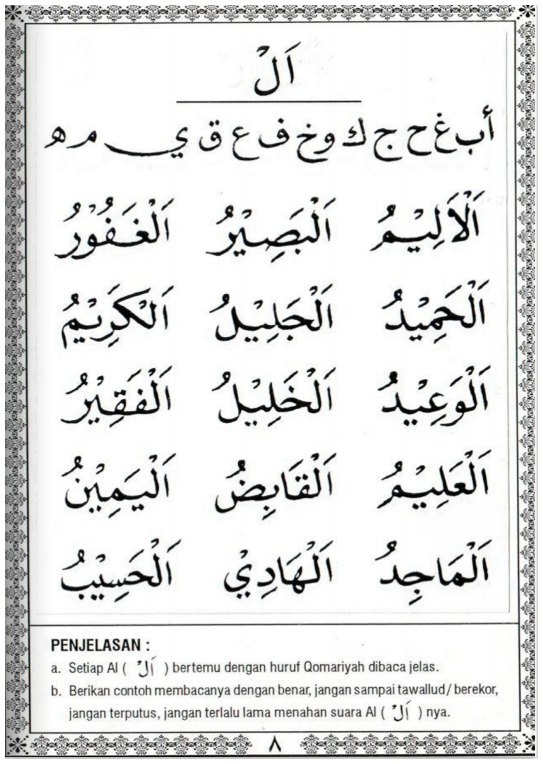 اَلْ
أ ب غ ح ج ك و خ ف ع ق ي م ه
اَلْاَلِيْمُ اَلْبَصِيْرُ اَلْغَفُوْرُ
اَلْحَمِيْدُ اَلْجَلِيْلُ اَلْكَرِيْمُ
اَلْوَعِيْدُ اَلْخَلِيْلُ اَلْفَقِيْرُ
اَلْعَلِيْمُ اَلْقَابِضُ اَلْيَمِيْنُ
اَلْمَاجِدُ اَلْهَادِيْ اَلْحَسِيْبُ
PENJELASAN :
a. Setiap Al ( اَلْ ) bertemu dengan huruf Qomariyah dibaca jelas.
b. Berikan contoh membacanya dengan benar, jangan sampai tawallud/ berekor,
jangan terputus, jangan terlalu lama menahan suara Al ( اَلْ ) nya.
٨